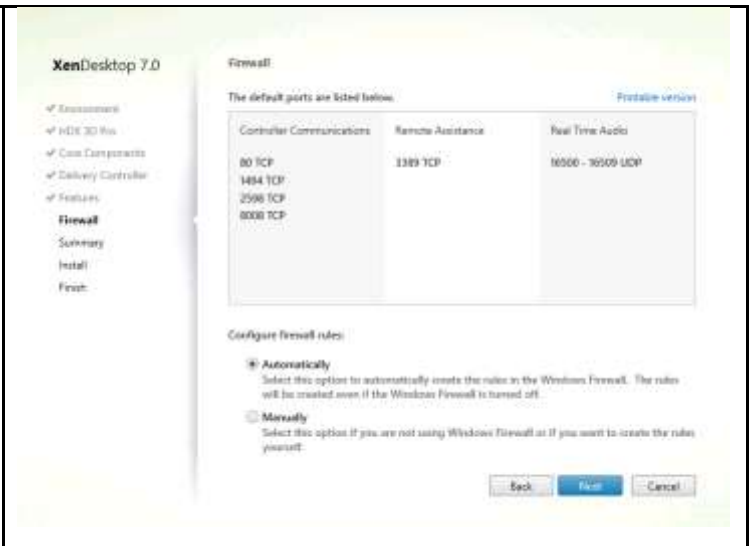 XenDesktop 7.0
Firewall
The default ports are listed below.
Printable version
Environment
HDX 3D Pro
Core Components
Delivery Controller
Features
Firewall
Summary
Install
Finish
Controller Communications
80 TCP
1494 TCP
2598 TCP
8008 TCP
Remote Assistance
3389 TCP
Real Time Audio
16500 - 16509 UDP
Configure firewall rules:
Automatically
Select this option to automatically create the rules in the Windows Firewall. The rules
will be created even if the Windows Firewall is turned off.
Manually
Select this option if you are not using Windows Firewall or if you want to create the rules
yourself.
Back
Next
Cancel